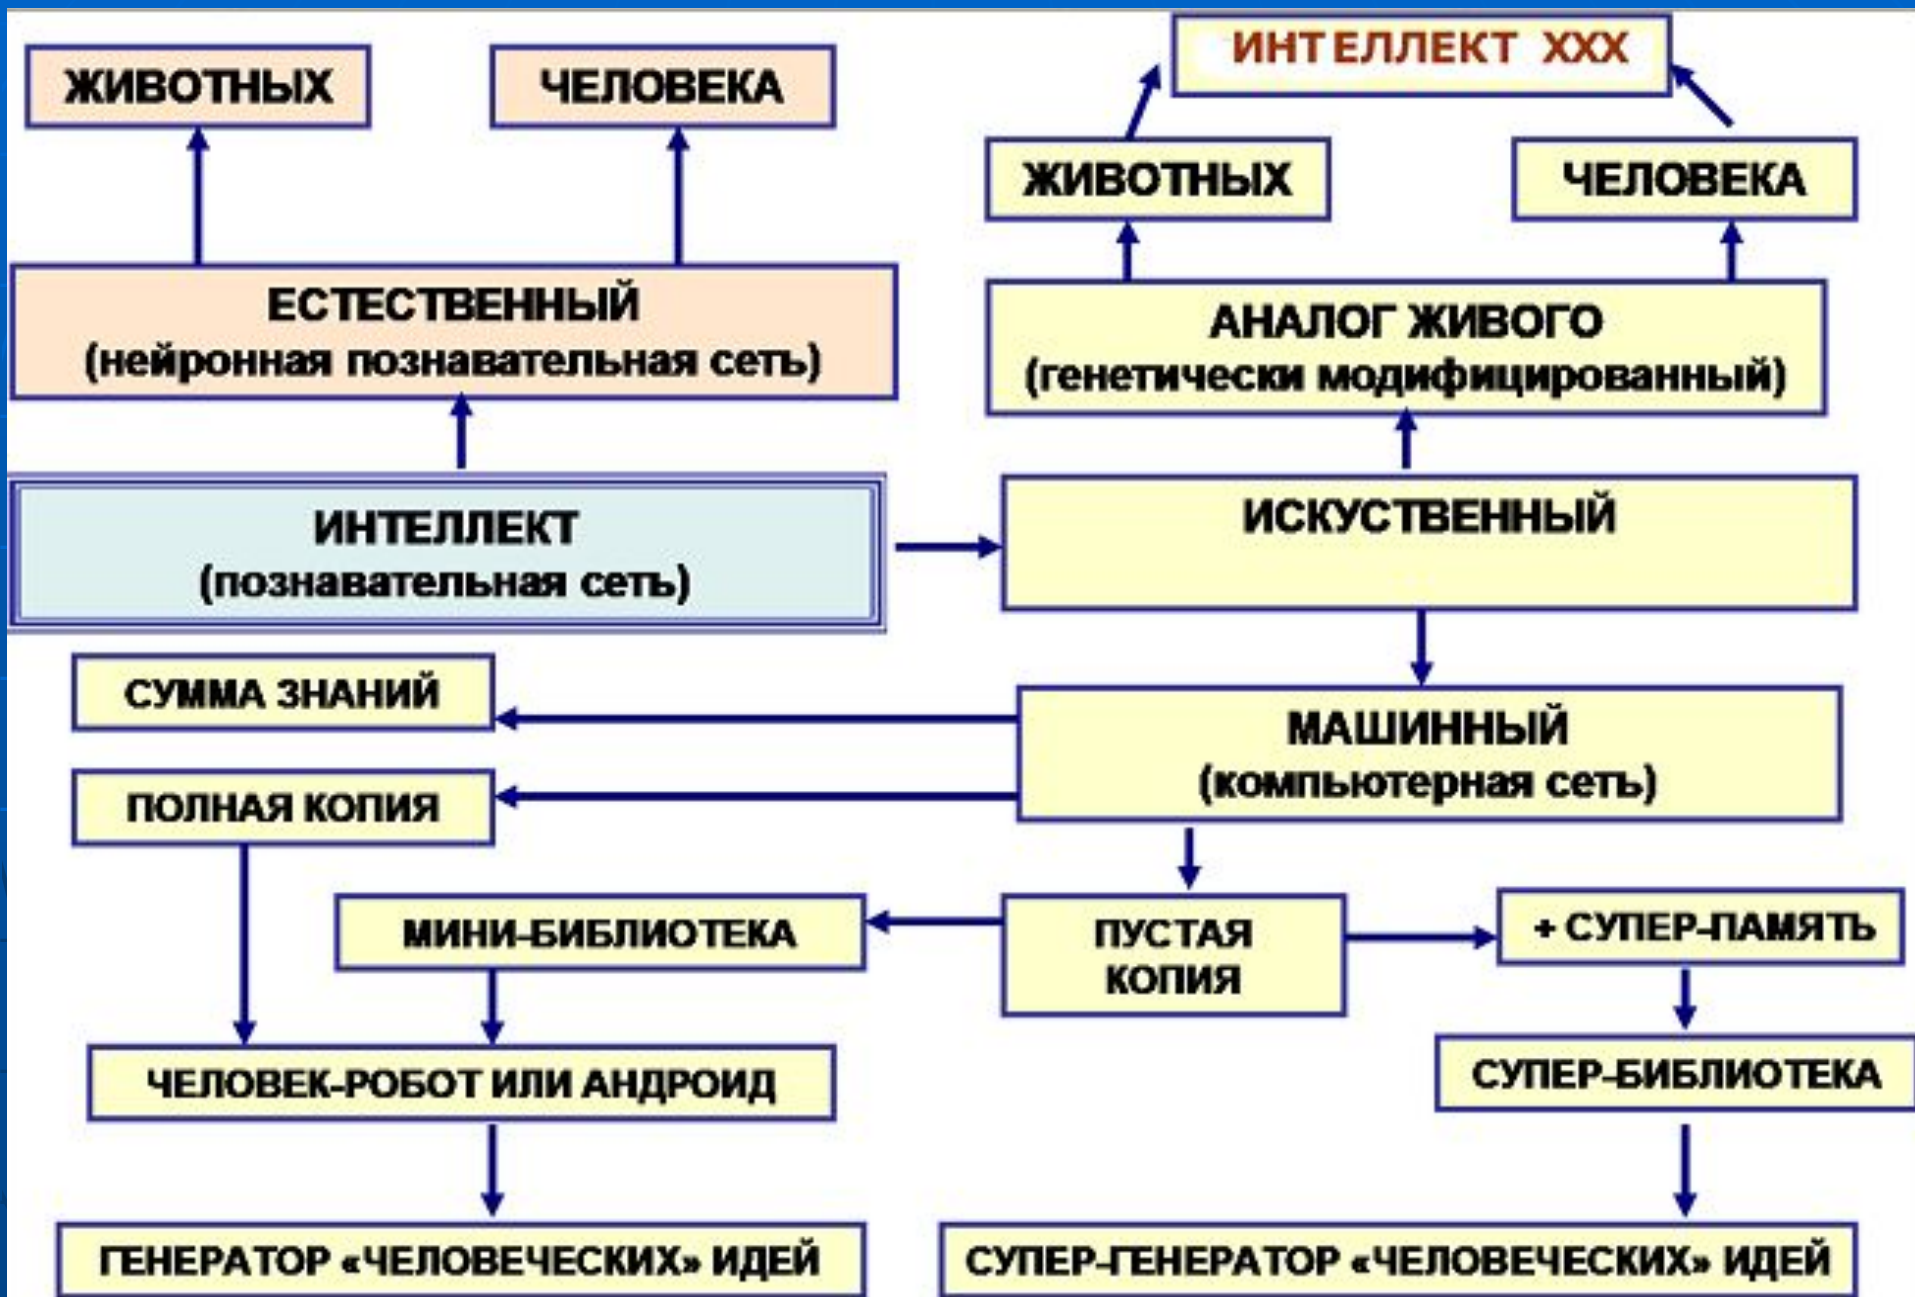 ИНТЕЛЛЕКТ XXX
ЖИВОТНЫХ
ЧЕЛОВЕКА
ЖИВОТНЫХ
ЧЕЛОВЕКА
ЕСТЕСТВЕННЫЙ
(нейронная познавательная сеть)
АНАЛОГ ЖИВОГО
(генетически модифицированный)
ИНТЕЛЛЕКТ
(познавательная сеть)
ИСКУСТВЕННЫЙ
СУММА ЗНАНИЙ
МАШИННЫЙ
(компьютерная сеть)
ПОЛНАЯ КОПИЯ
МИНИ-БИБЛИОТЕКА
ПУСТАЯ
КОПИЯ
+ СУПЕР-ПАМЯТЬ
ЧЕЛОВЕК-РОБОТ ИЛИ АНДРОИД
СУПЕР-БИБЛИОТЕКА
ГЕНЕРАТОР «ЧЕЛОВЕЧЕСКИХ» ИДЕЙ
СУПЕР-ГЕНЕРАТОР «ЧЕЛОВЕЧЕСКИХ» ИДЕЙ